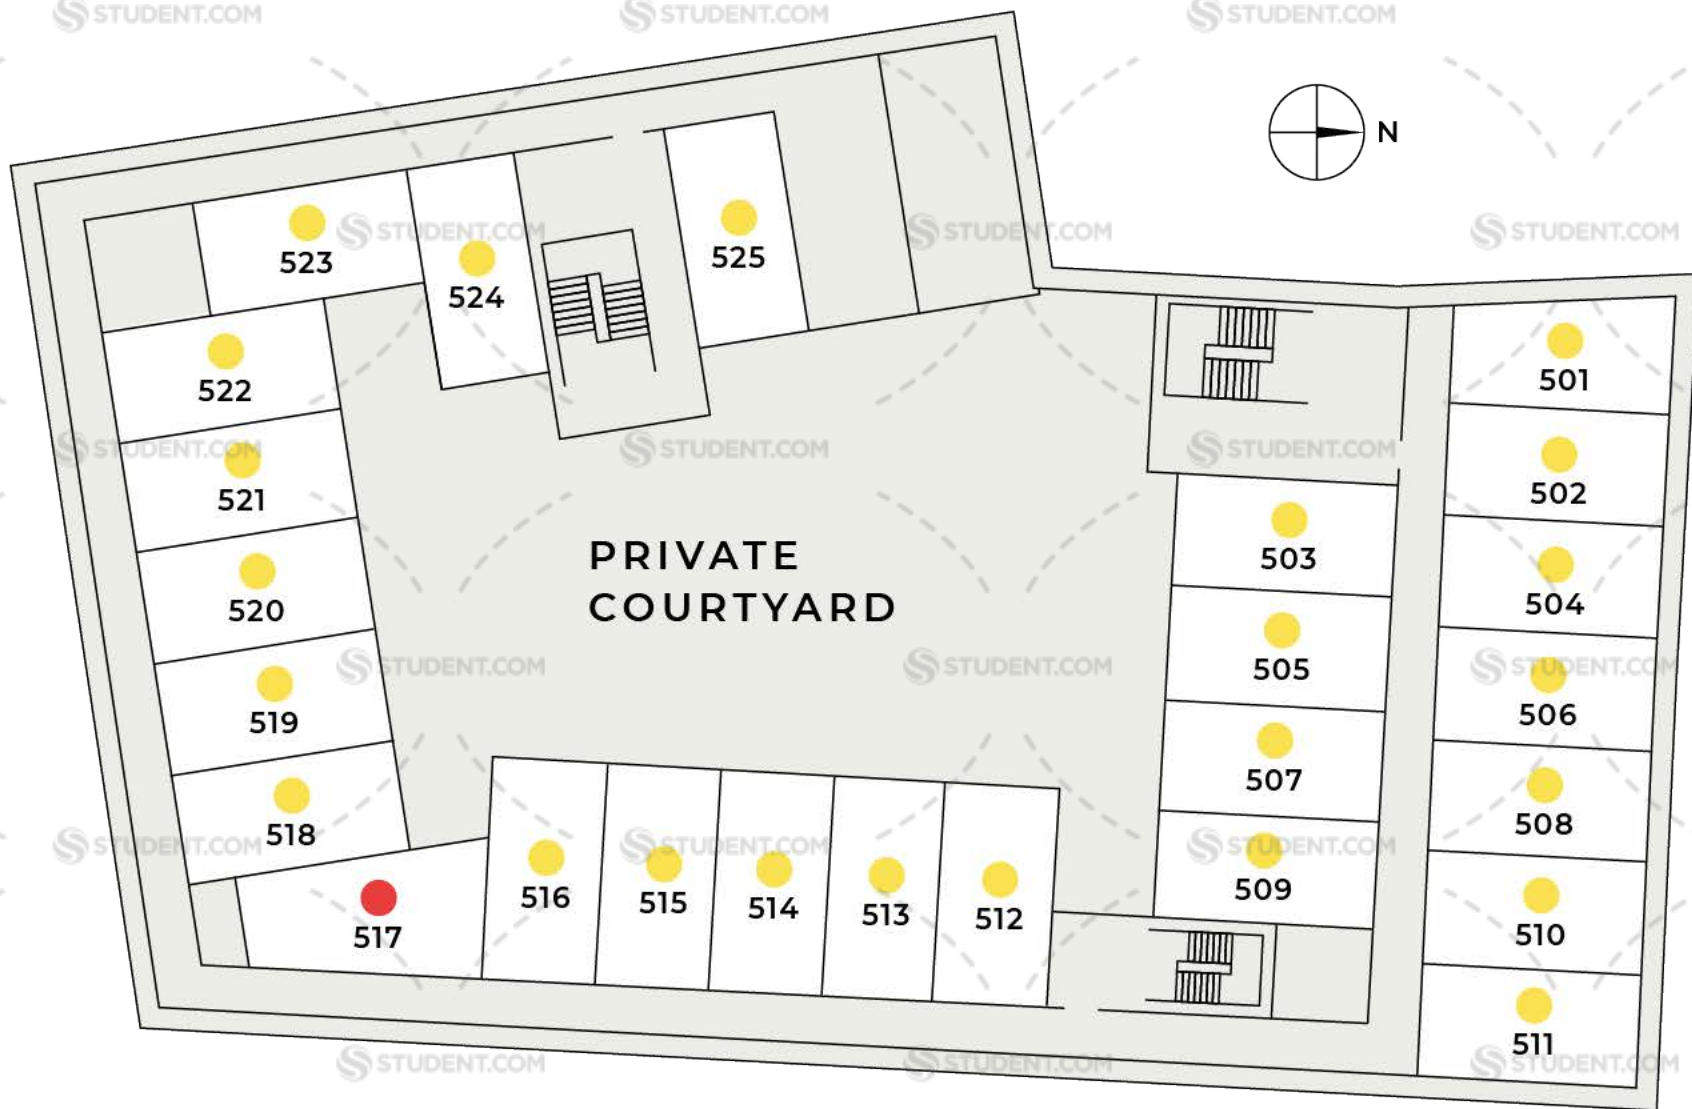 STUDENT.COM STUDENT.COM STUDENT.COM
N
523 STUDENT.COM 525 STUDENT.COM STUDENT.COM
524
522 501
STUDENT.COM STUDENT.COM STUDENT.COM
521 502
PRIVATE
COURTYARD
503
520 504
STUDENT.COM STUDENT.COM STUDENT.COM
505
519 506
507
518 508
STUDENT.COM STUDENT.COM STUDENT.COM
517 516 515 514 513 512 509
510
511
STUDENT.COM STUDENT.COM STUDENT.COM